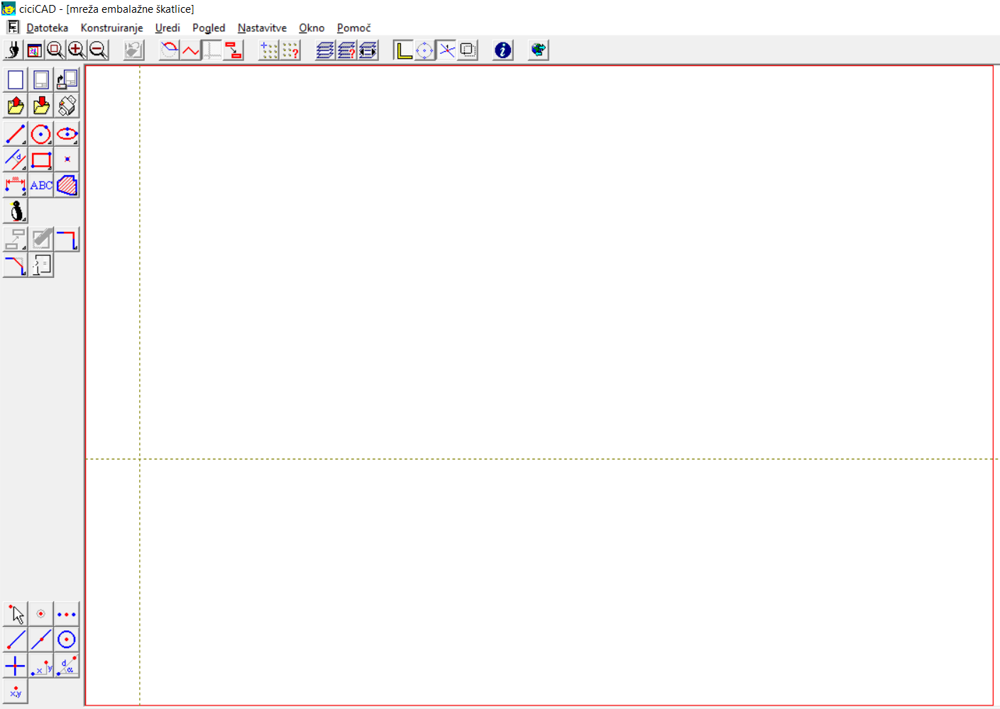 ciciCAD - [mreža embalažne škatlice]
Datoteka Konstruiranje Uredi Pogled Nastavitve Okno Pomoč
d
ABC
x y d α
x,y